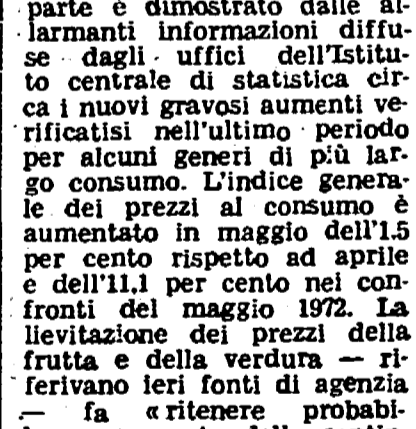 parte è dimostrato dalle al-
larmanti informazioni diffu-
se dagli uffici dell'Istitu-
to centrale di statistica cir-
ca i nuovi gravosi aumenti ve-
rificatisi nell'ultimo periodo
per alcuni generi di più lar-
go consumo. L'indice genera-
le dei prezzi al consumo è
aumentato in maggio dell'1.5
per cento rispetto ad aprile
e dell'11,1 per cento nei con-
fronti del maggio 1972. La
lievitazione dei prezzi della
frutta e della verdura — ri-
ferivano ieri fonti di agenzia
— fa « ritenere probabi-